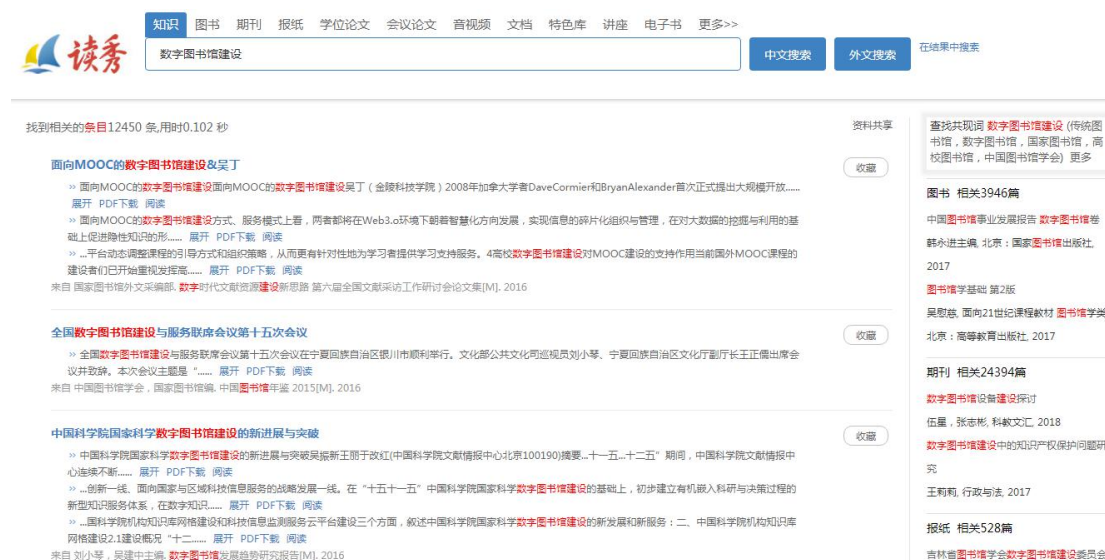 知识 图书 期刊 报纸 学位论文 会议论文 音视频 文档 特色库 讲座 电子书 更多>>
读秀
数字图书馆建设
中文搜索 外文搜索 在结果中搜索
找到相关的条目12450 条,用时0.102 秒
资料共享
面向MOOC的数字图书馆建设&吴丁
收藏
» 面向MOOC的数字图书馆建设面向MOOC的数字图书馆建设吴丁（金陵科技学院）2008年加拿大学者DaveCormier和BryanAlexander首次正式提出大规模开放......
展开 PDF下载 阅读
» 面向MOOC的数字图书馆建设方式、服务模式上看，两者都将在Web3.o环境下朝着智慧化方向发展，实现信息的碎片化组织与管理，在对大数据的挖掘与利用的基
础上促进隐性知识的形...... 展开 PDF下载 阅读
» ...平台动态调整课程的引导方式和组织策略，从而更有针对性地为学习者提供学习支持服务。4高校数字图书馆建设对MOOC建设的支持作用当前国外MOOC课程的
建设者们已开始重视发挥高...... 展开 PDF下载 阅读
来自 国家图书馆外文采编部. 数字时代文献资源建设新思路 第六届全国文献采访工作研讨会论文集[M]. 2016
全国数字图书馆建设与服务联席会议第十五次会议
收藏
» 全国数字图书馆建设与服务联席会议第十五次会议在宁夏回族自治区银川市顺利举行。文化部公共文化司巡视员刘小琴、宁夏回族自治区文化厅副厅长王正儒出席会
议并致辞。本次会议主题是“...... 展开 PDF下载 阅读
来自 中国图书馆学会，国家图书馆编. 中国图书馆年鉴 2015[M]. 2016
中国科学院国家科学数字图书馆建设的新进展与突破
收藏
» 中国科学院国家科学数字图书馆建设的新进展与突破吴振新王丽于改红(中国科学院文献情报中心北京100190)摘要...十一五...十二五”期间，中国科学院文献情报中
心连续不断...... 展开 PDF下载 阅读
» ...创新一线、面向国家与区域科技信息服务的战略发展一线。在“十五十一五”中国科学院国家科学数字图书馆建设的基础上，初步建立有机嵌入科研与决策过程的
新型知识服务体系，在数字知识...... 展开 PDF下载 阅读
» ...国科学院机构知识库网格建设和科技信息监测服务云平台建设三个方面，叙述中国科学院国家科学数字图书馆建设的新发展和新服务：二、中国科学院机构知识库
网格建设2.1建设概况“十二...... 展开 PDF下载 阅读
来自 刘小琴，吴建中主编. 数字图书馆发展趋势研究报告[M]. 2016
查找共现词 数字图书馆建设 (传统图
书馆，数字图书馆，国家图书馆，高
校图书馆，中国图书馆学会) 更多
图书 相关3946篇
中国图书馆事业发展报告 数字图书馆卷
韩永进主编, 北京：国家图书馆出版社,
2017
图书馆学基础 第2版
吴慰慈, 面向21世纪课程教材 图书馆学类
北京：高等教育出版社, 2017
期刊 相关24394篇
数字图书馆设备建设探讨
伍星，张志彬, 科教文汇, 2018
数字图书馆建设中的知识产权保护问题研
究
王莉莉, 行政与法, 2017
报纸 相关528篇
吉林省图书馆学会数字图书馆建设委员会